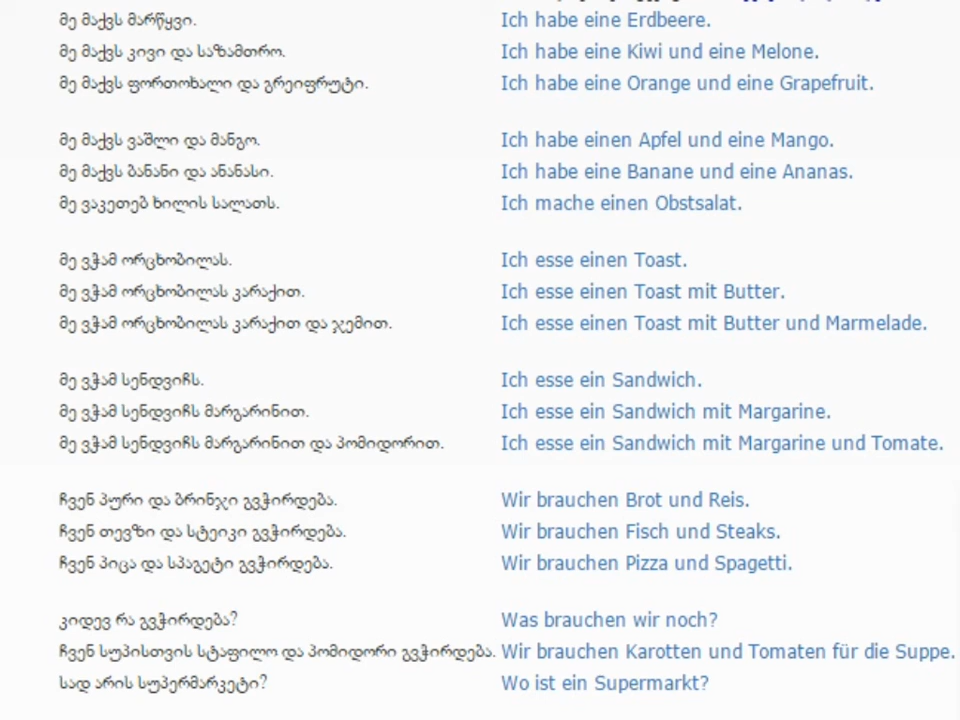 მე მაქვს მარწყვი. Ich habe eine Erdbeere.
მე მაქვს კივი და საზამთრო. Ich habe eine Kiwi und eine Melone.
მე მაქვს ფორთოხალი და გრეიფრუტი. Ich habe eine Orange und eine Grapefruit.
მე მაქვს ვაშლი და მანგო. Ich habe einen Apfel und eine Mango.
მე მაქვს ბანანი და ანანასი. Ich habe eine Banane und eine Ananas.
მე ვაკეთებ ხილის სალათს. Ich mache einen Obstsalat.
მე ვჭამ ორცხობილას. Ich esse einen Toast.
მე ვჭამ ორცხობილას კარაქით. Ich esse einen Toast mit Butter.
მე ვჭამ ორცხობილას კარაქით და ჯემით. Ich esse einen Toast mit Butter und Marmelade.
მე ვჭამ სენდვიჩს. Ich esse ein Sandwich.
მე ვჭამ სენდვიჩს მარგარინით. Ich esse ein Sandwich mit Margarine.
მე ვჭამ სენდვიჩს მარგარინით და პომიდორით. Ich esse ein Sandwich mit Margarine und Tomate.
ჩვენ პური და ბრინჯი გვჭირდება. Wir brauchen Brot und Reis.
ჩვენ თევზი და სტეიკი გვჭირდება. Wir brauchen Fisch und Steaks.
ჩვენ პიცა და სპაგეტი გვჭირდება. Wir brauchen Pizza und Spagetti.
კიდევ რა გვჭირდება? Was brauchen wir noch?
ჩვენ სუპისთვის სტაფილო და პომიდორი გვჭირდება. Wir brauchen Karotten und Tomaten für die Suppe.
სად არის სუპერმარკეტი? Wo ist ein Supermarkt?